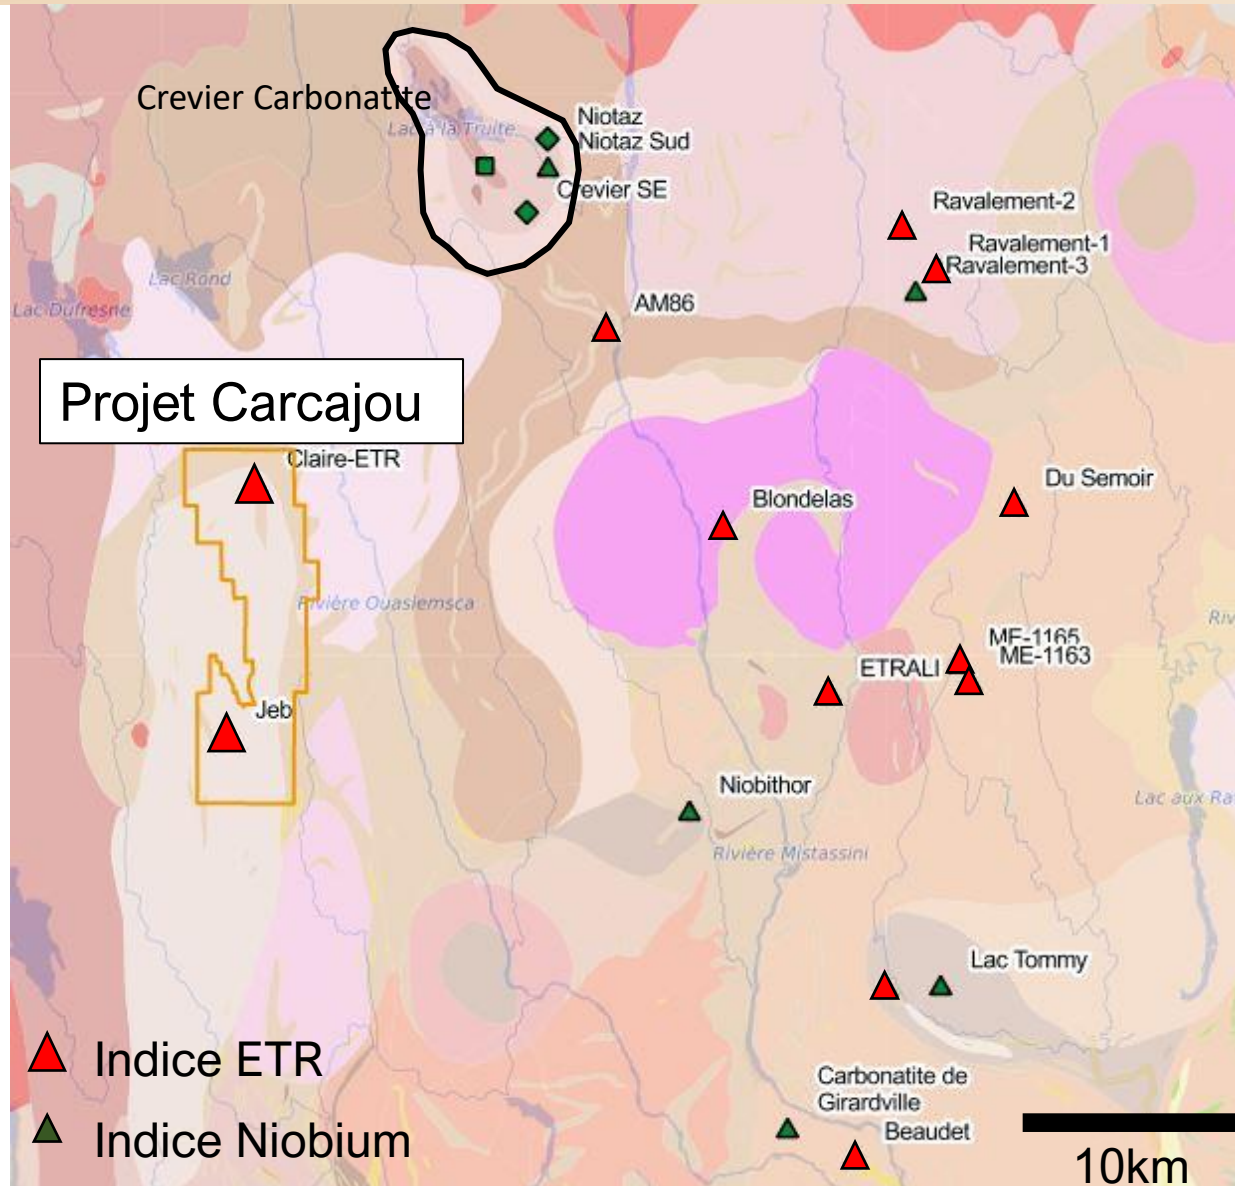 Crevier Carbonatite
Lac à la Truite
Niotaz
Niotaz Sud
Crevier SE
Ravalement-2
Ravalement-1
Ravalement-3
Lac Rond
Lac Dufresne
AM86
Projet Carcajou
Claire-ETR
Du Semoir
Blondelas
Rivière Ouasiemsca
Riv
ME-1165
ME-1163
ETRALI
Jeb
Niobithor
Lac aux Ra
Rivière Mistassini
Lac Tommy
Indice ETR
Carbonatite de
Girardville
Beaudet
Indice Niobium
10km